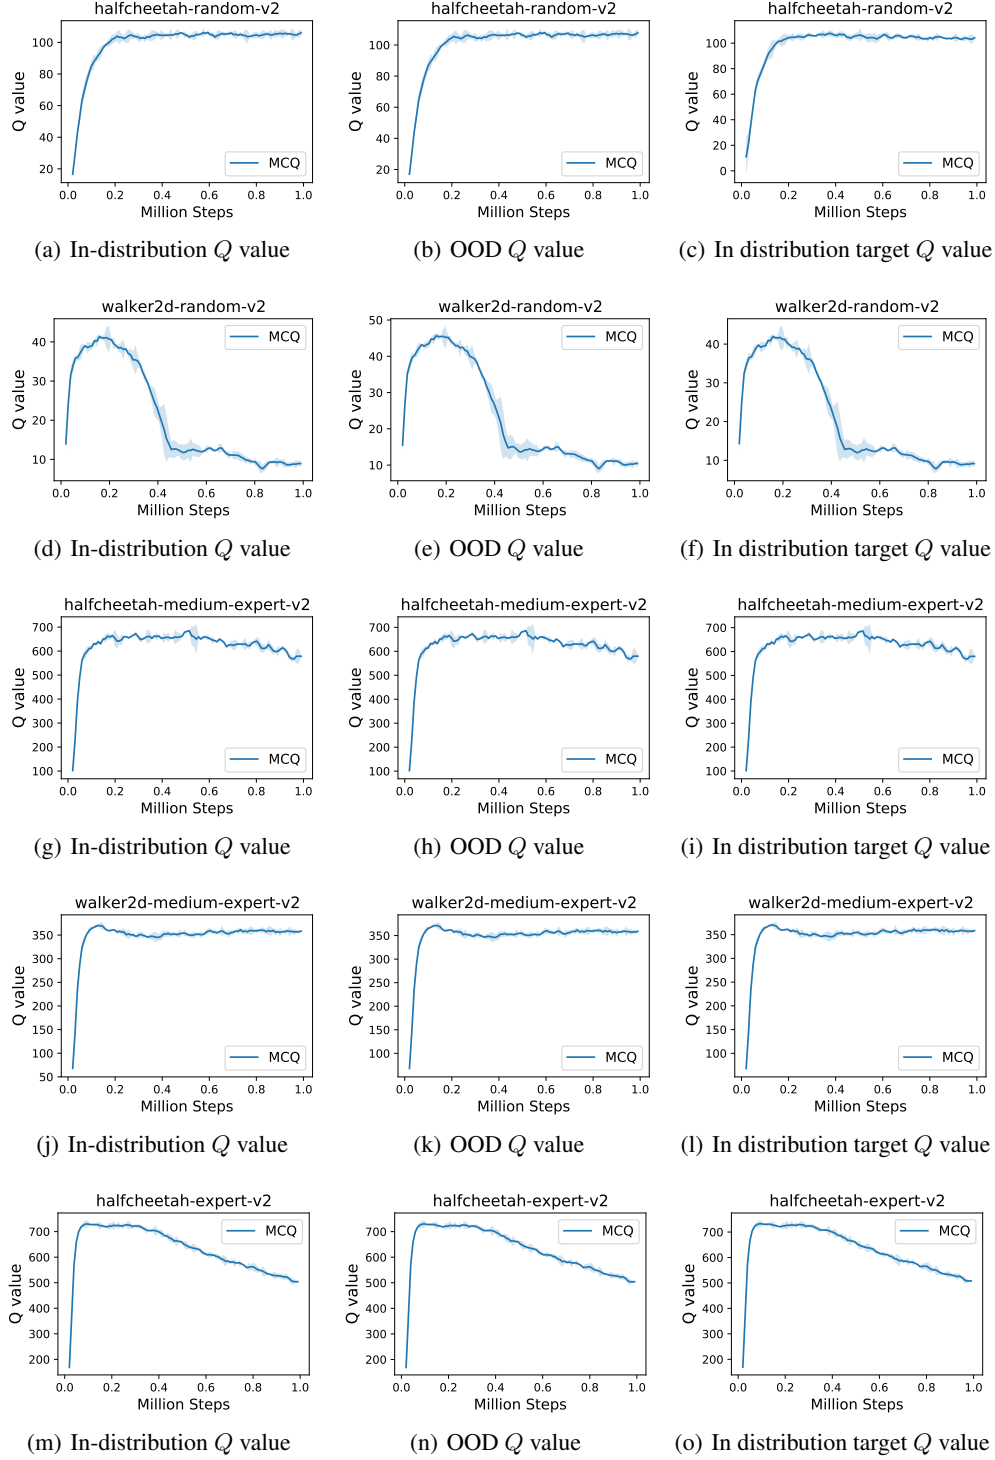 halfcheetah-random-v2 halfcheetah-random-v2 halfcheetah-random-v2
Q value 100 80 60 40 20 MCQ 0.0 0.2 0.4 0.6 0.8 1.0 Million Steps
Q value 100 80 60 40 20 MCQ 0.0 0.2 0.4 0.6 0.8 1.0 Million Steps
Q value 100 80 60 40 20 0 MCQ 0.0 0.2 0.4 0.6 0.8 1.0 Million Steps
(a) In-distribution Q value (b) OOD Q value (c) In distribution target Q value
walker2d-random-v2 walker2d-random-v2 walker2d-random-v2
Q value 40 30 20 10 MCQ 0.0 0.2 0.4 0.6 0.8 1.0 Million Steps
Q value 50 40 30 20 10 MCQ 0.0 0.2 0.4 0.6 0.8 1.0 Million Steps
Q value 40 30 20 10 MCQ 0.0 0.2 0.4 0.6 0.8 1.0 Million Steps
(d) In-distribution Q value (e) OOD Q value (f) In distribution target Q value
halfcheetah-medium-expert-v2 halfcheetah-medium-expert-v2 halfcheetah-medium-expert-v2
Q value 700 600 500 400 300 200 100 MCQ 0.0 0.2 0.4 0.6 0.8 1.0 Million Steps
Q value 700 600 500 400 300 200 100 MCQ 0.0 0.2 0.4 0.6 0.8 1.0 Million Steps
Q value 700 600 500 400 300 200 100 MCQ 0.0 0.2 0.4 0.6 0.8 1.0 Million Steps
(g) In-distribution Q value (h) OOD Q value (i) In distribution target Q value
walker2d-medium-expert-v2 walker2d-medium-expert-v2 walker2d-medium-expert-v2
Q value 350 300 250 200 150 100 50 MCQ 0.0 0.2 0.4 0.6 0.8 1.0 Million Steps
Q value 350 300 250 200 150 100 MCQ 0.0 0.2 0.4 0.6 0.8 1.0 Million Steps
Q value 350 300 250 200 150 100 MCQ 0.0 0.2 0.4 0.6 0.8 1.0 Million Steps
(j) In-distribution Q value (k) OOD Q value (l) In distribution target Q value
halfcheetah-expert-v2 halfcheetah-expert-v2 halfcheetah-expert-v2
Q value 700 600 500 400 300 200 MCQ 0.0 0.2 0.4 0.6 0.8 1.0 Million Steps
Q value 700 600 500 400 300 200 MCQ 0.0 0.2 0.4 0.6 0.8 1.0 Million Steps
Q value 700 600 500 400 300 200 MCQ 0.0 0.2 0.4 0.6 0.8 1.0 Million Steps
(m) In-distribution Q value (n) OOD Q value (o) In distribution target Q value